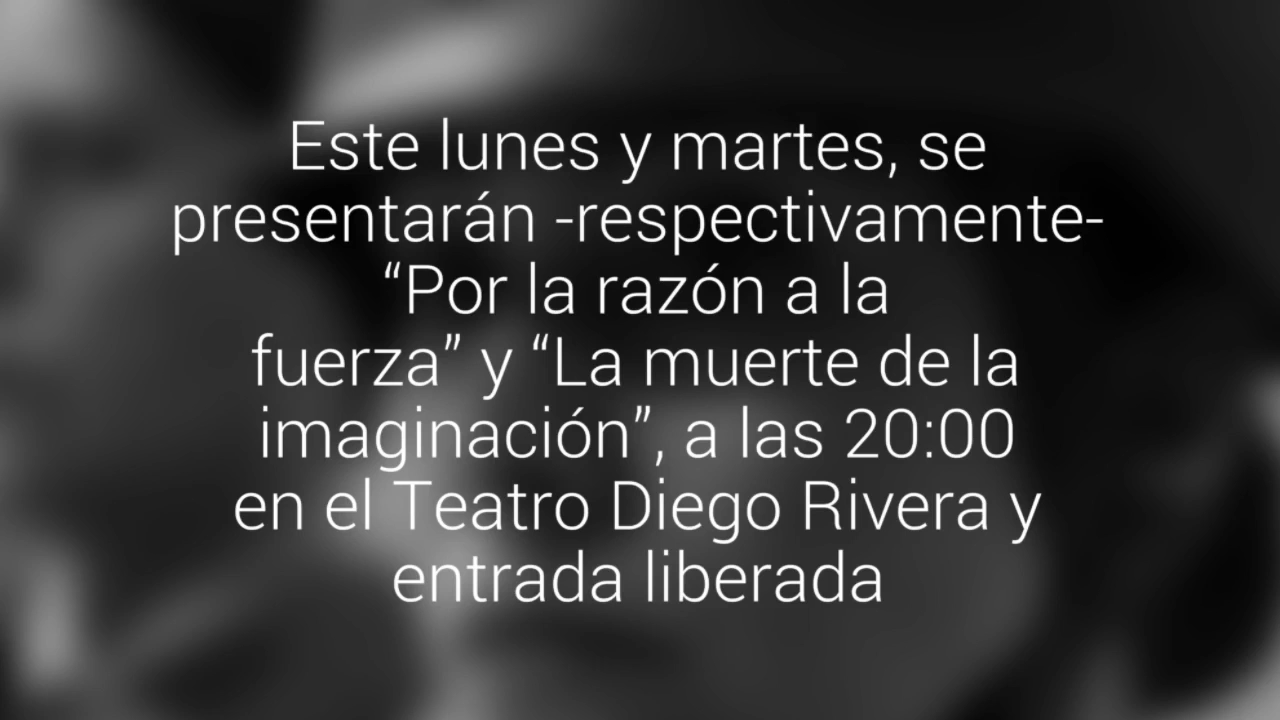 Este lunes y martes, se
presentarán -respectivamente-
“Por la razón a la
fuerza” y “La muerte de la
imaginación”, a las 20:00
en el Teatro Diego Rivera y
entrada liberada